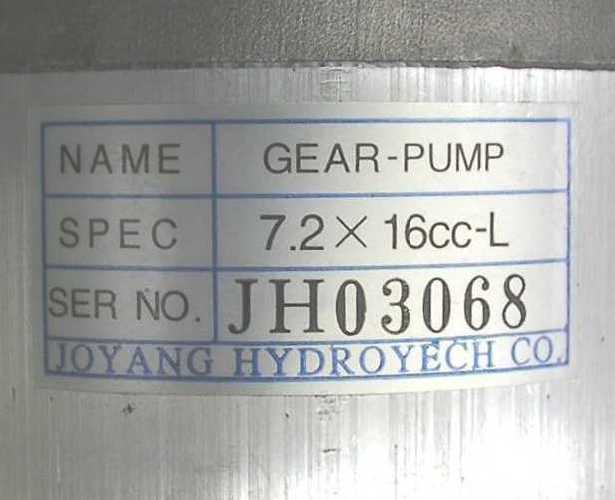 NAME GEAR-PUMP
SPEC 7.2×16cc-L
SER NO. JH03068
JOYANG HYDROYECH CO.